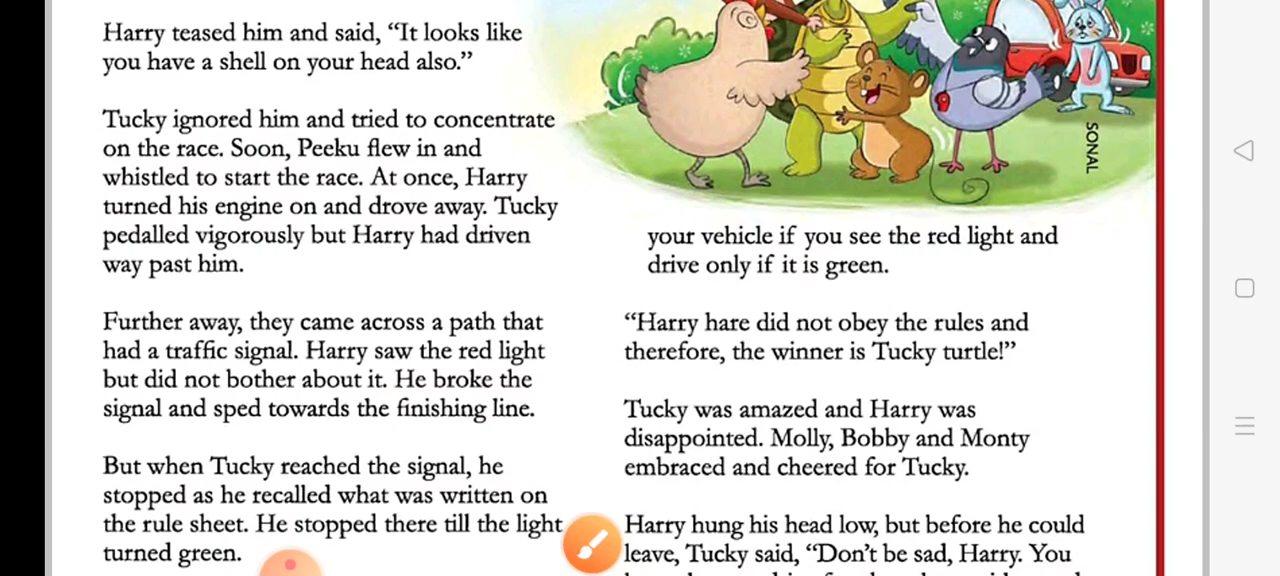 Harry teased him and said, “It looks like
you have a shell on your head also.”
Tucky ignored him and tried to concentrate
on the race. Soon, Peeku flew in and
whistled to start the race. At once, Harry
turned his engine on and drove away. Tucky
pedalled vigorously but Harry had driven
way past him.
Further away, they came across a path that
had a traffic signal. Harry saw the red light
but did not bother about it. He broke the
signal and sped towards the finishing line.
But when Tucky reached the signal, he
stopped as he recalled what was written on
the rule sheet. He stopped there till the light
turned green.
SONAL
your vehicle if you see the red light and
drive only if it is green.
“Harry hare did not obey the rules and
therefore, the winner is Tucky turtle!”
Tucky was amazed and Harry was
disappointed. Molly, Bobby and Monty
embraced and cheered for Tucky.
Harry hung his head low, but before he could
leave, Tucky said, “Don’t be sad, Harry. You